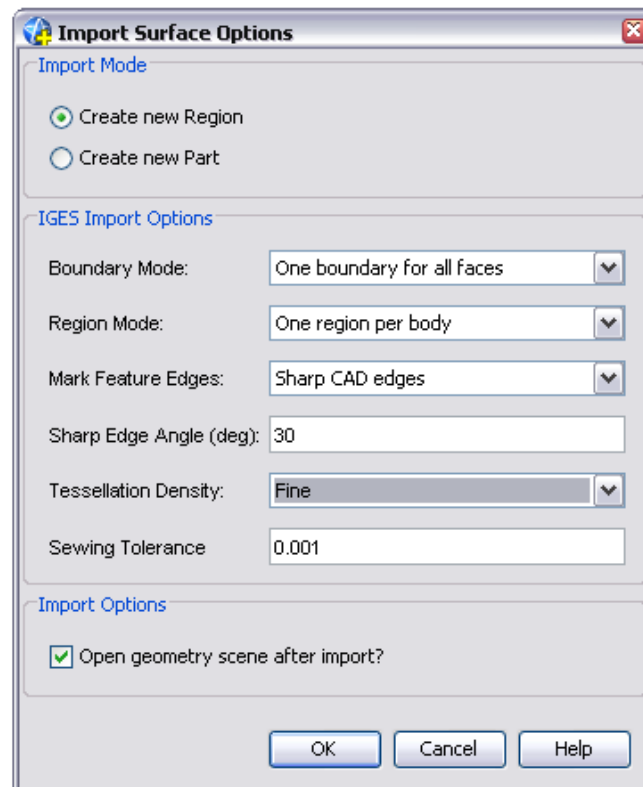 Import Surface Options
Import Mode
Create new Region
Create new Part
IGES Import Options
Boundary Mode: One boundary for all faces
Region Mode: One region per body
Mark Feature Edges: Sharp CAD edges
Sharp Edge Angle (deg): 30
Tessellation Density: Fine
Sewing Tolerance 0.001
Import Options
Open geometry scene after import?
OK Cancel Help